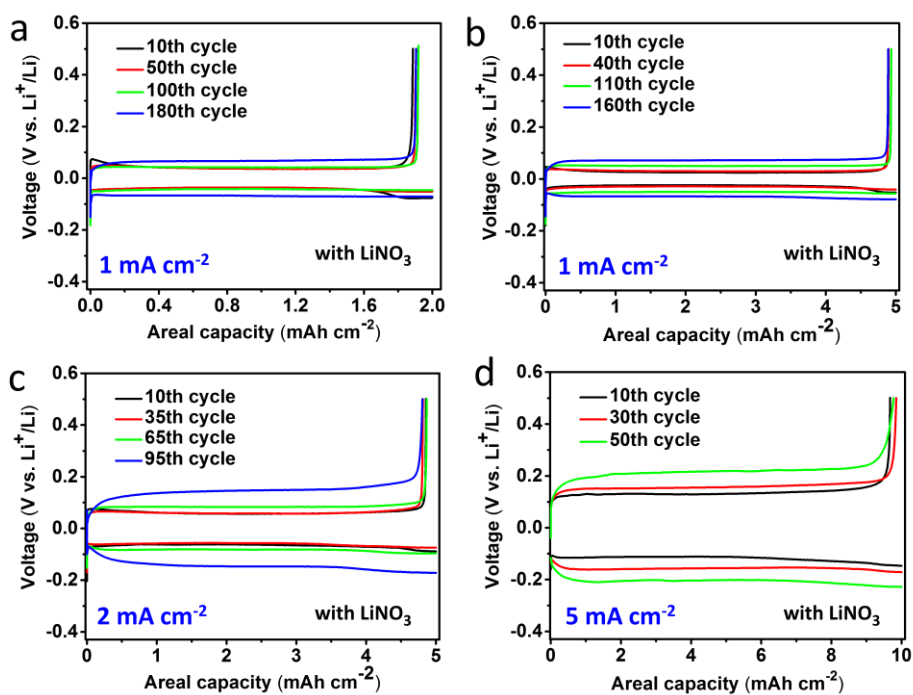 a
0.6
0.4
0.2
0.0
-0.2
-0.4
Voltage (V vs. Li⁺/Li)
10th cycle
50th cycle
100th cycle
180th cycle
with LiNO₃
1 mA cm⁻²
0.0 0.4 0.8 1.2 1.6 2.0
Areal capacity (mAh cm⁻²)
b
0.6
0.4
0.2
0.0
-0.2
-0.4
Voltage (V vs. Li⁺/Li)
10th cycle
40th cycle
110th cycle
160th cycle
with LiNO₃
1 mA cm⁻²
0 1 2 3 4 5
Areal capacity (mAh cm⁻²)
c
0.6
0.4
0.2
0.0
-0.2
-0.4
Voltage (V vs. Li⁺/Li)
10th cycle
35th cycle
65th cycle
95th cycle
with LiNO₃
2 mA cm⁻²
0 1 2 3 4 5
Areal capacity (mAh cm⁻²)
d
0.6
0.4
0.2
0.0
-0.2
-0.4
Voltage (V vs. Li⁺/Li)
10th cycle
30th cycle
50th cycle
with LiNO₃
5 mA cm⁻²
0 2 4 6 8 10
Areal capacity (mAh cm⁻²)